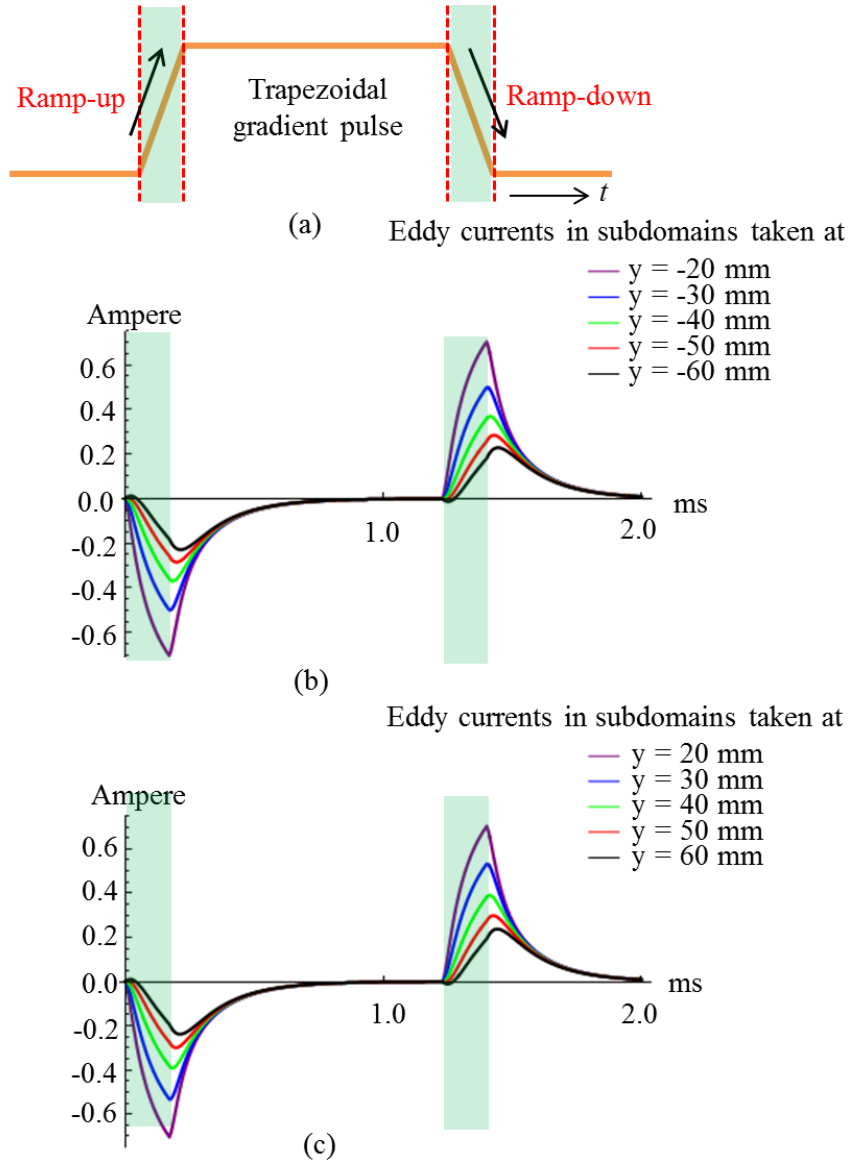 Ramp-up
Trapezoidal
gradient pulse
Ramp-down
t
(a)
Eddy currents in subdomains taken at
y = -20 mm
y = -30 mm
y = -40 mm
y = -50 mm
y = -60 mm
Ampere
0.6
0.4
0.2
0.0
-0.2
-0.4
-0.6
1.0
2.0
ms
(b)
Eddy currents in subdomains taken at
y = 20 mm
y = 30 mm
y = 40 mm
y = 50 mm
y = 60 mm
Ampere
0.6
0.4
0.2
0.0
-0.2
-0.4
-0.6
1.0
2.0
ms
(c)